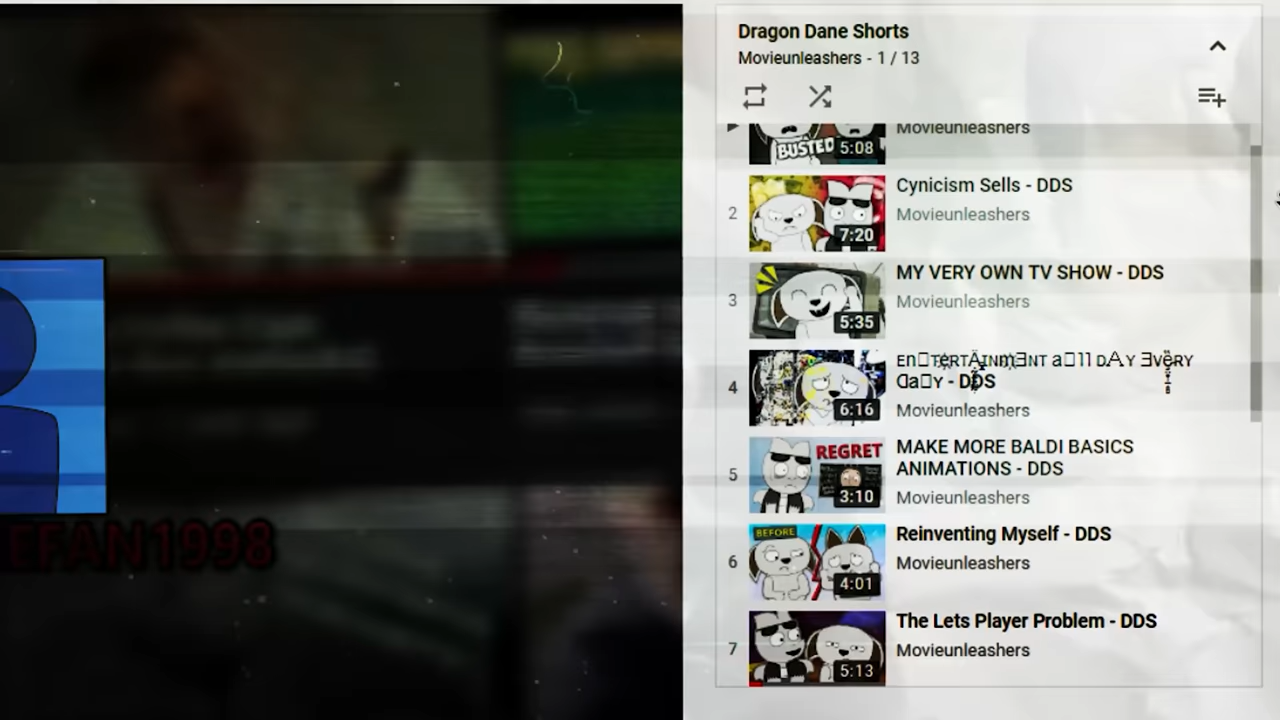 Dragon Dane Shorts
Movieunleashers - 1 / 13
Movieunleashers
BUSTED
5:08
2
Cynicism Sells - DDS
Movieunleashers
7:20
3
MY VERY OWN TV SHOW - DDS
Movieunleashers
5:35
4
- DDS
Movieunleashers
6:16
5
MAKE MORE BALDI BASICS
ANIMATIONS - DDS
Movieunleashers
REGRET
3:10
6
Reinventing Myself - DDS
Movieunleashers
BEFORE
4:01
7
The Lets Player Problem - DDS
Movieunleashers
5:13
EFAN1998